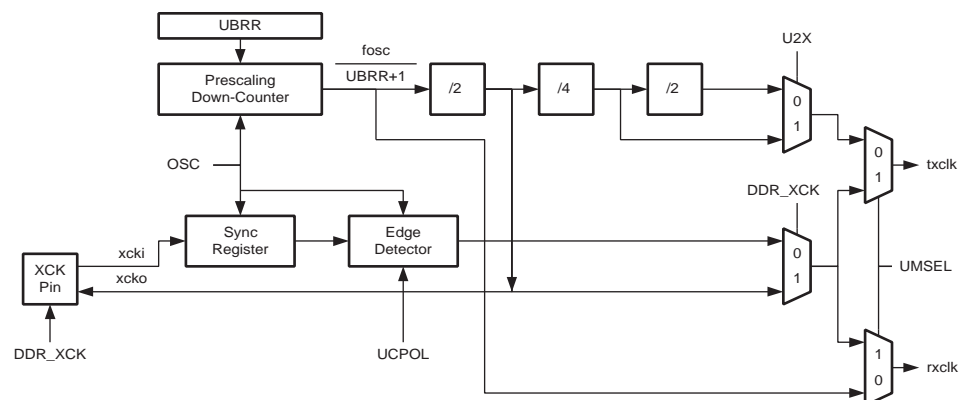 UBRR
fosc
U2X
Prescaling
Down-Counter
UBRR+1
/2
/4
/2
0
1
OSC
0
1
txclk
DDR_XCK
xcki
Sync
Register
Edge
Detector
0
1
XCK
Pin
xcko
UMSEL
DDR_XCK
UCPOL
1
0
rxclk